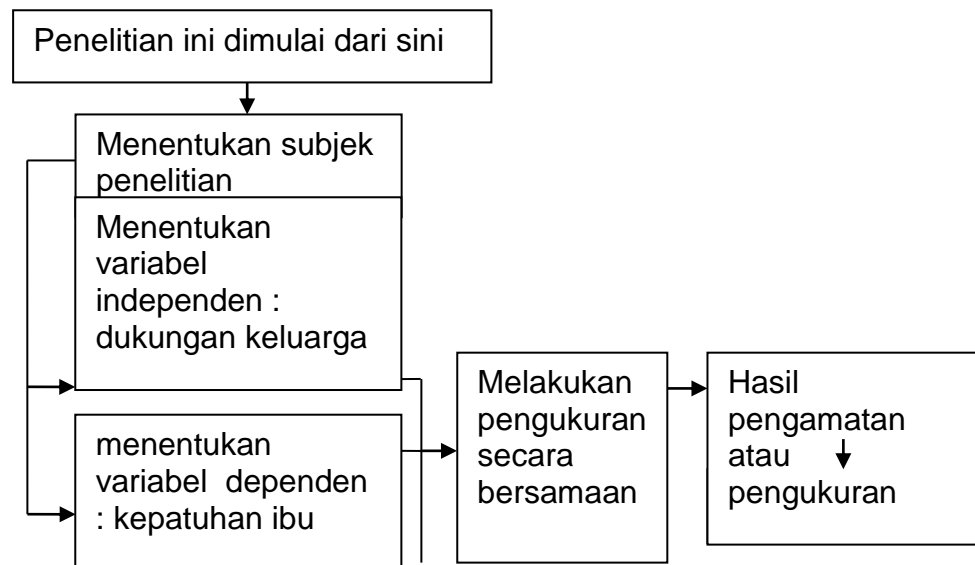 Penelitian ini dimulai dari sini
Menentukan subjek
penelitian
Menentukan
variabel
independen :
dukungan keluarga
menentukan
variabel  dependen
: kepatuhan ibu
Melakukan
pengukuran
secara
bersamaan
Hasil
pengamatan
atau
pengukuran